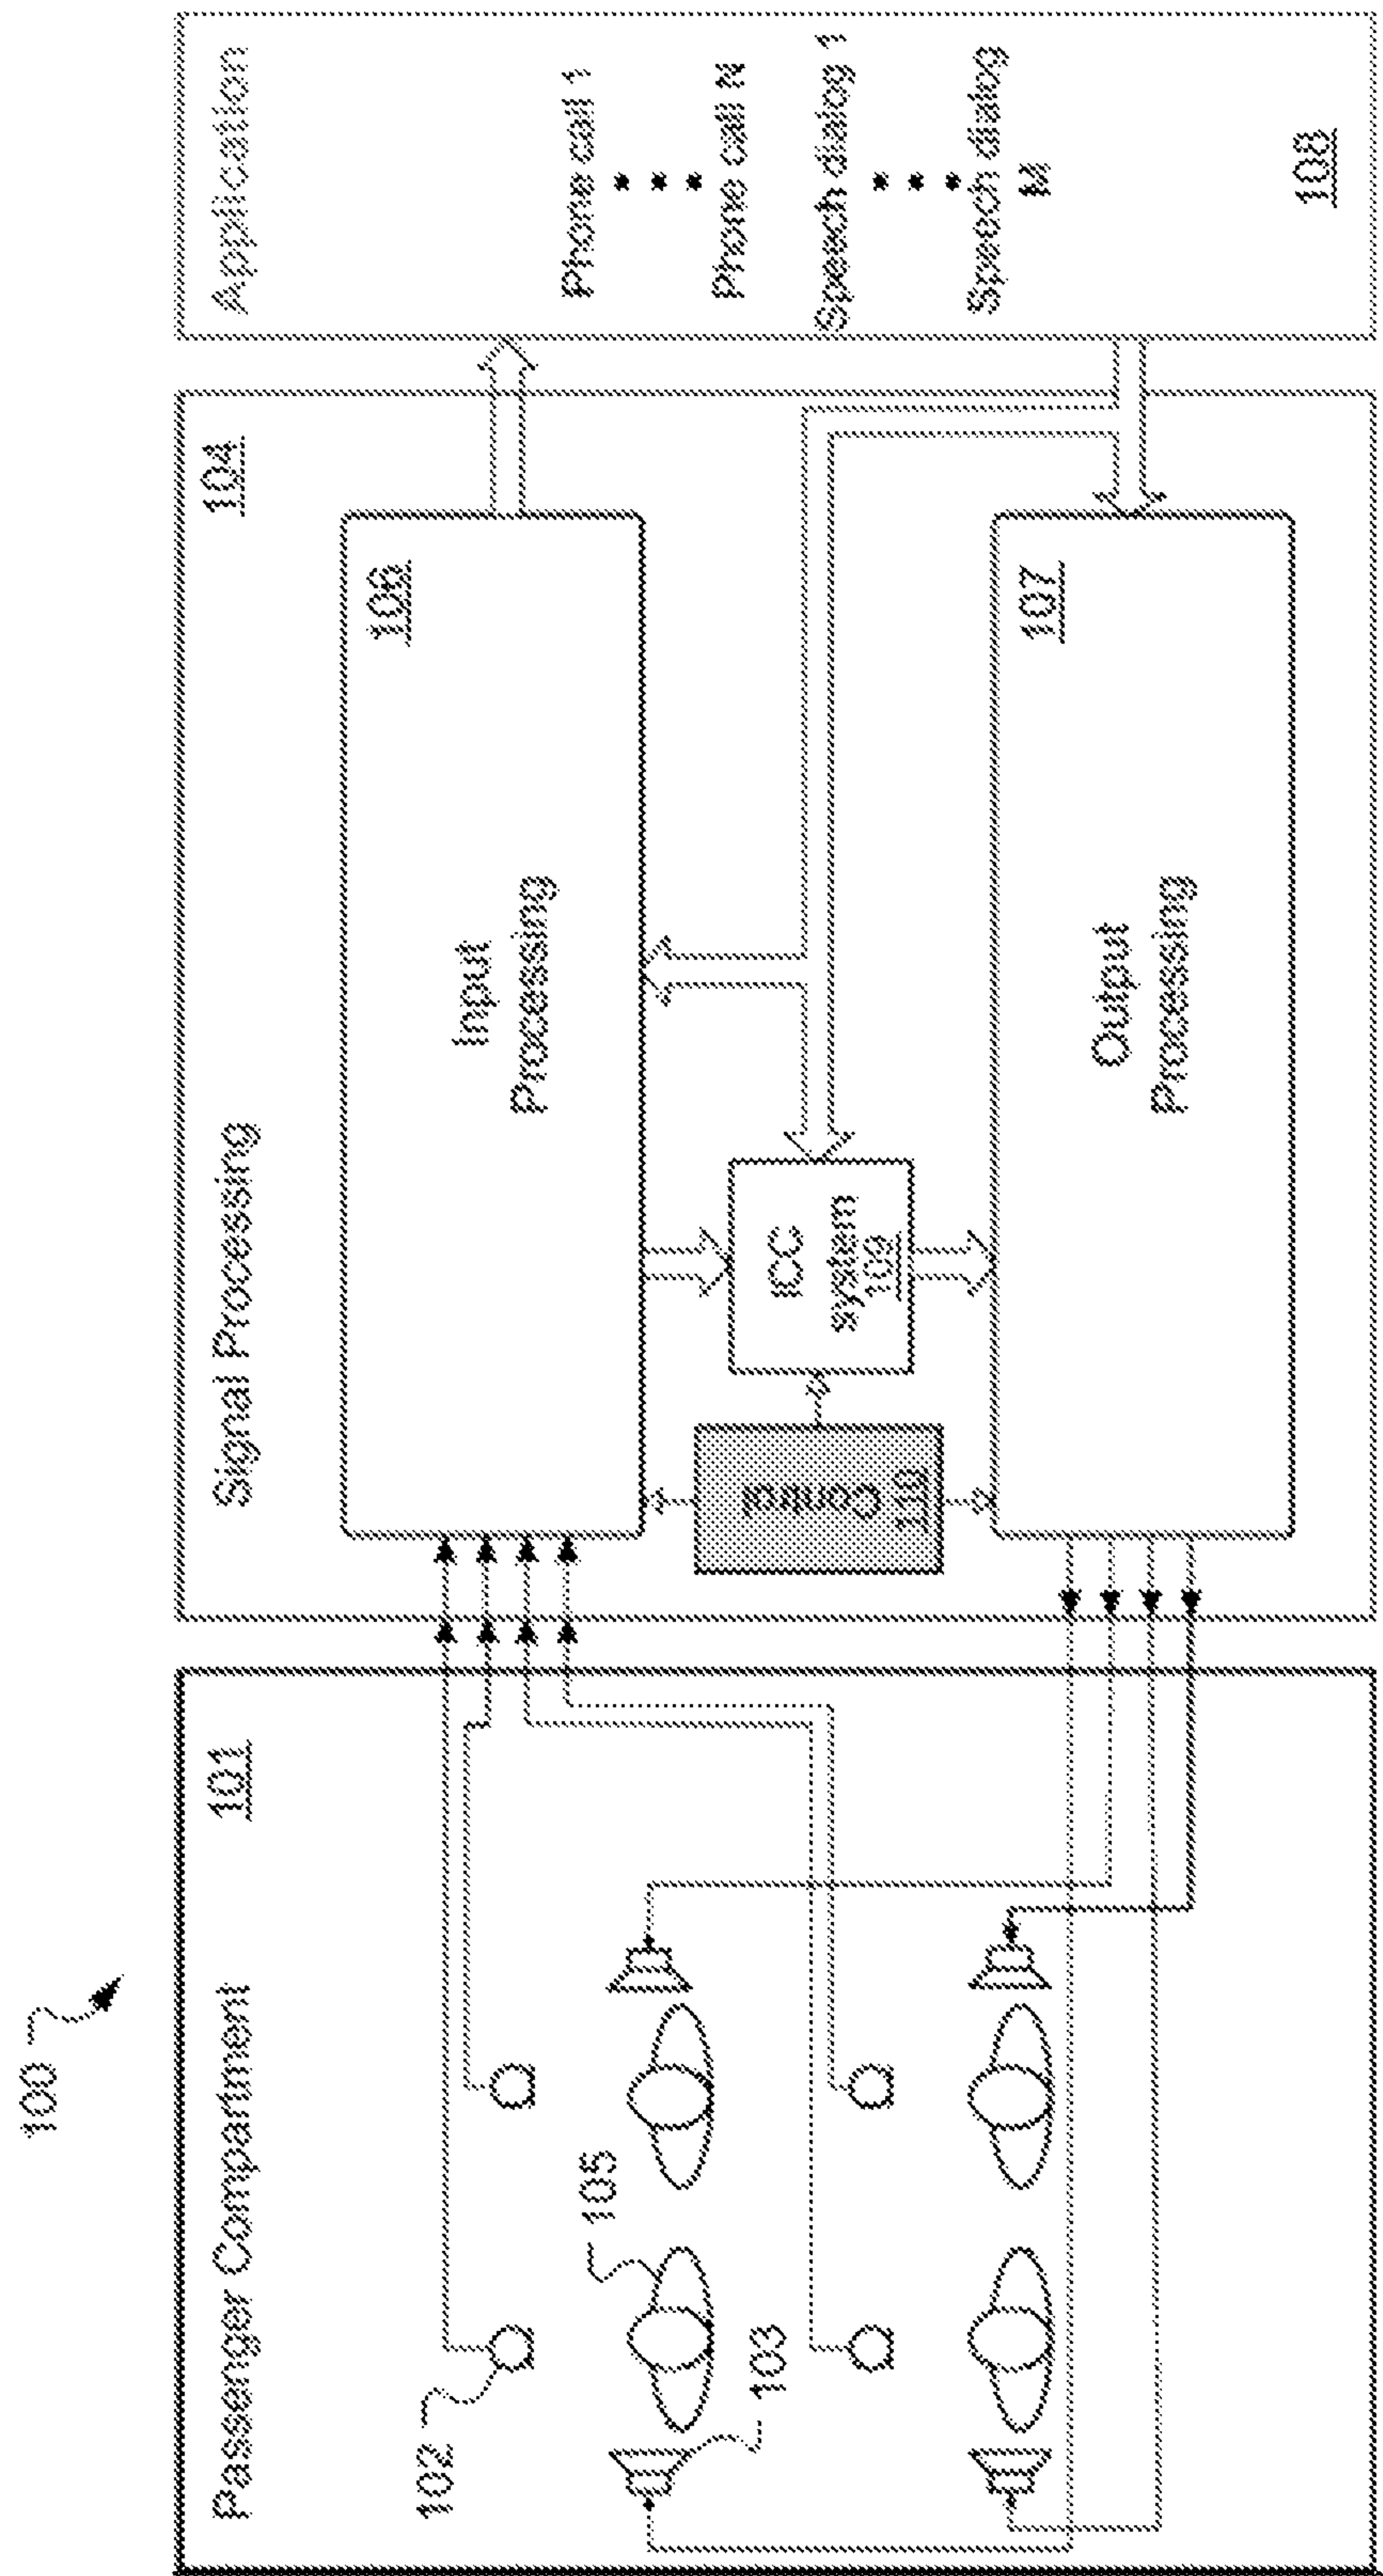 100
Passenger Compartment
101
102
105
103
Signal Processing
104
Input
Processing
106
ICC
system
109
Control
110
Output
Processing
107
Application
Phone call 1
Phone call N
Speech dialog 1
Speech dialog
M
108